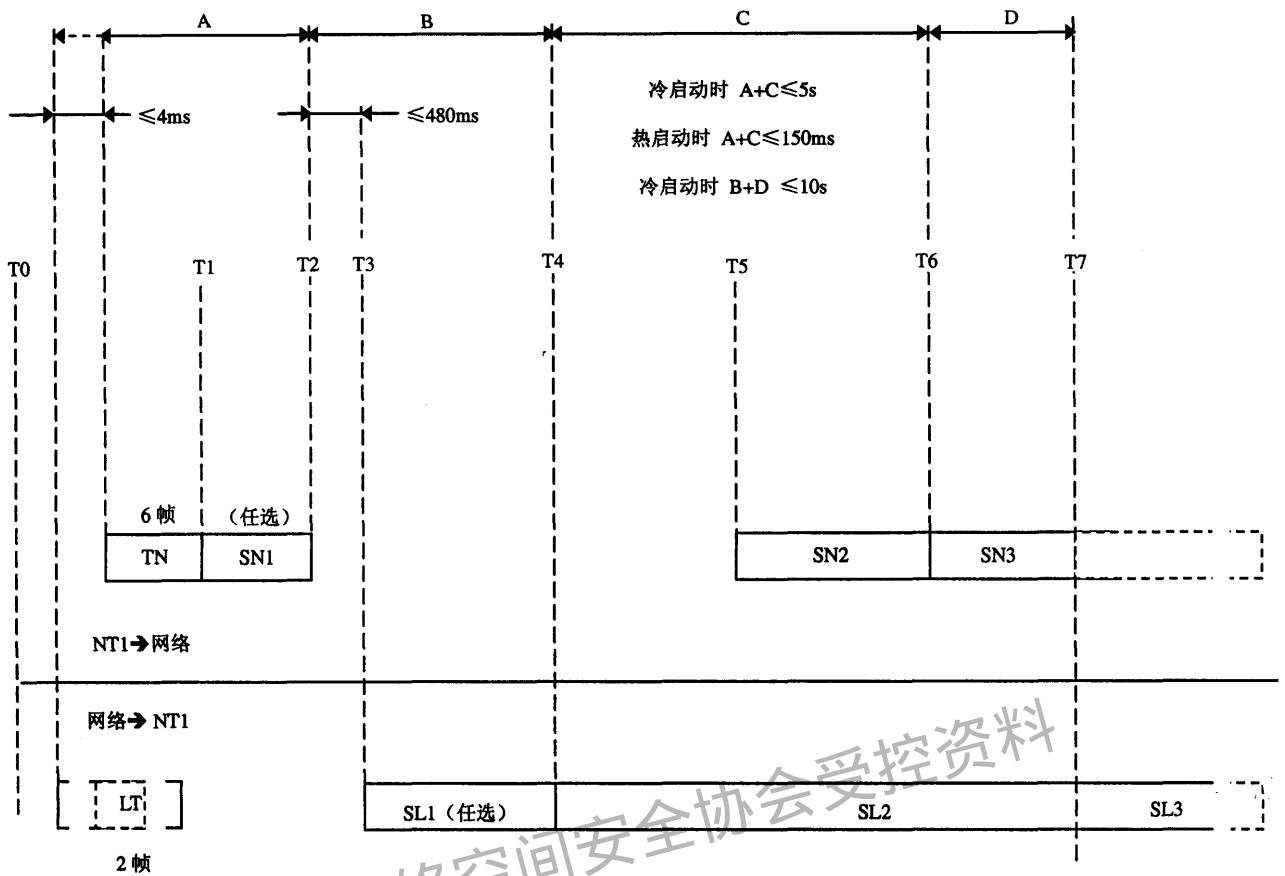 A
B
C
D
≤4ms
≤480ms
冷启动时 A+C≤5s
热启动时 A+C≤150ms
冷启动时 B+D ≤10s
T0
T1
T2
T3
T4
T5
T6
T7
6 帧
（任选）
TN
SN1
SN2
SN3
NT1➔网络
网络➔ NT1
LT
SL1（任选）
SL2
SL3
2 帧
络空间安全协会受控资料